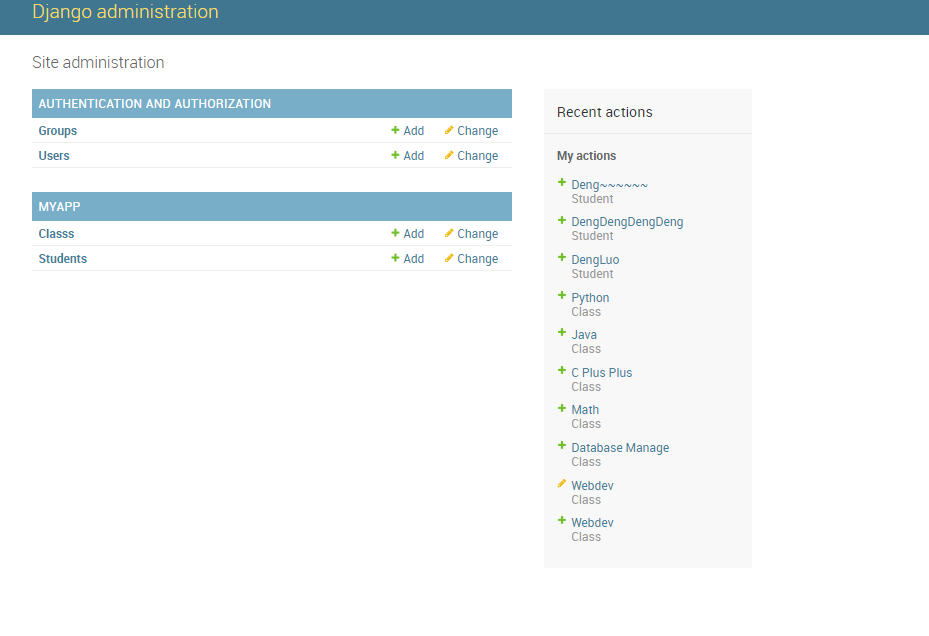 Django administration
Site administration
AUTHENTICATION AND AUTHORIZATION
Groups Add Change
Users Add Change
MYAPP
Classs Add Change
Students Add Change
Recent actions
My actions
Deng~~~~~~
Student
DengDengDengDeng
Student
DengLuo
Student
Python
Class
Java
Class
C Plus Plus
Class
Math
Class
Database Manage
Class
Webdev
Class
Webdev
Class